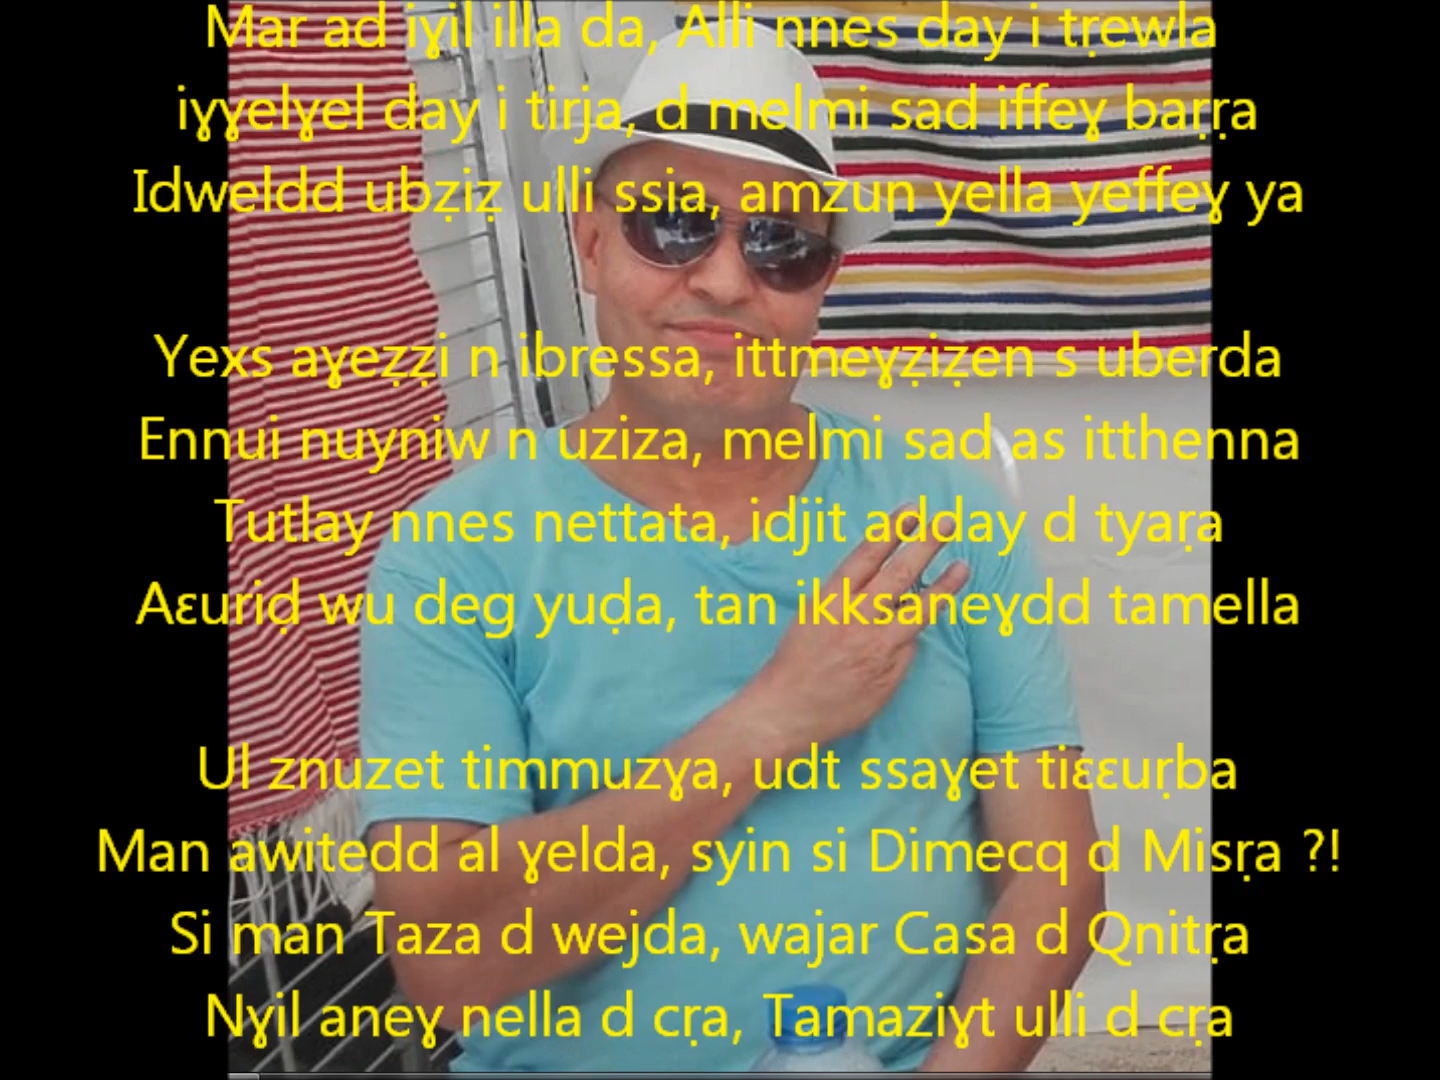 Mar ad iɣil illa da, Alli nnes day i tṛewla
iɣɣelɣel day i tirja, d melmi sad iffeɣ baṛṛa
Idweldd ubẓiẓ ulli ssia, amzun yella yeffeɣ ya
Yexs aɣeẓẓi n ibressa, ittmeɣẓiẓen s uberda
Ennui nuyniw n uziza, melmi sad as itthenna
Tutlay nnes nettata, idjit adday d tyaṛa
Aɛuriḍ wu deg yuḍa, tan ikksaneɣdd tamella
Ul znuzet timmuzɣa, udt ssaɣet tiɛɛuṛba
Man awitedd al ɣelda, syin si Dimecq d Misṛa ?!
Si man Taza d wejda, wajar Casa d Qnitṛa
Nɣil aneɣ nella d cṛa, Tamaziɣt ulli d cṛa